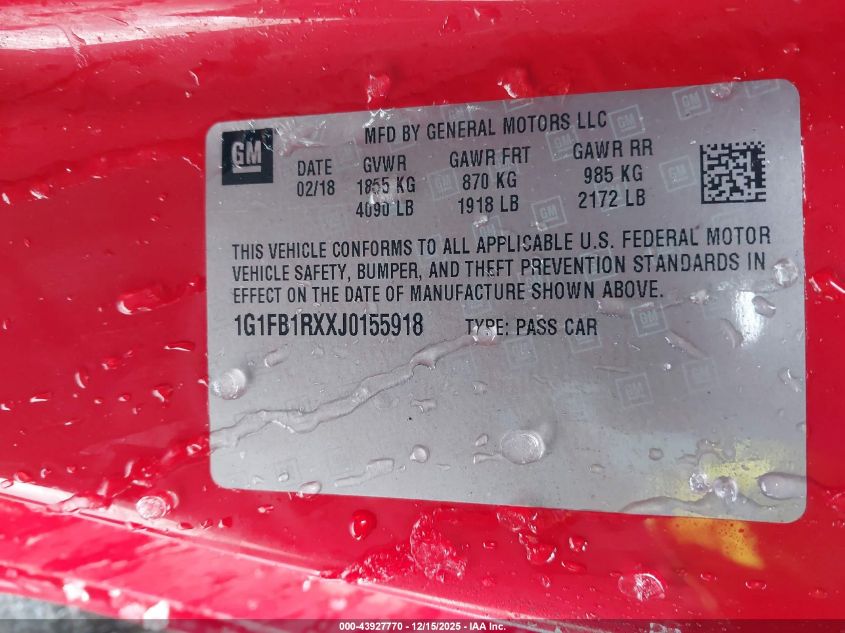 GM
MFD BY GENERAL MOTORS LLC
DATE GVWR GAWR FRT GAWR RR
02/18 1855 KG 870 KG 985 KG
4090 LB 1918 LB 2172 LB
THIS VEHICLE CONFORMS TO ALL APPLICABLE U.S. FEDERAL MOTOR
VEHICLE SAFETY, BUMPER, AND THEFT PREVENTION STANDARDS IN
EFFECT ON THE DATE OF MANUFACTURE SHOWN ABOVE.
1G1FB1RXXJ0155918 TYPE: PASS CAR
000-43927770 - 12/15/2025 - IAA Inc.